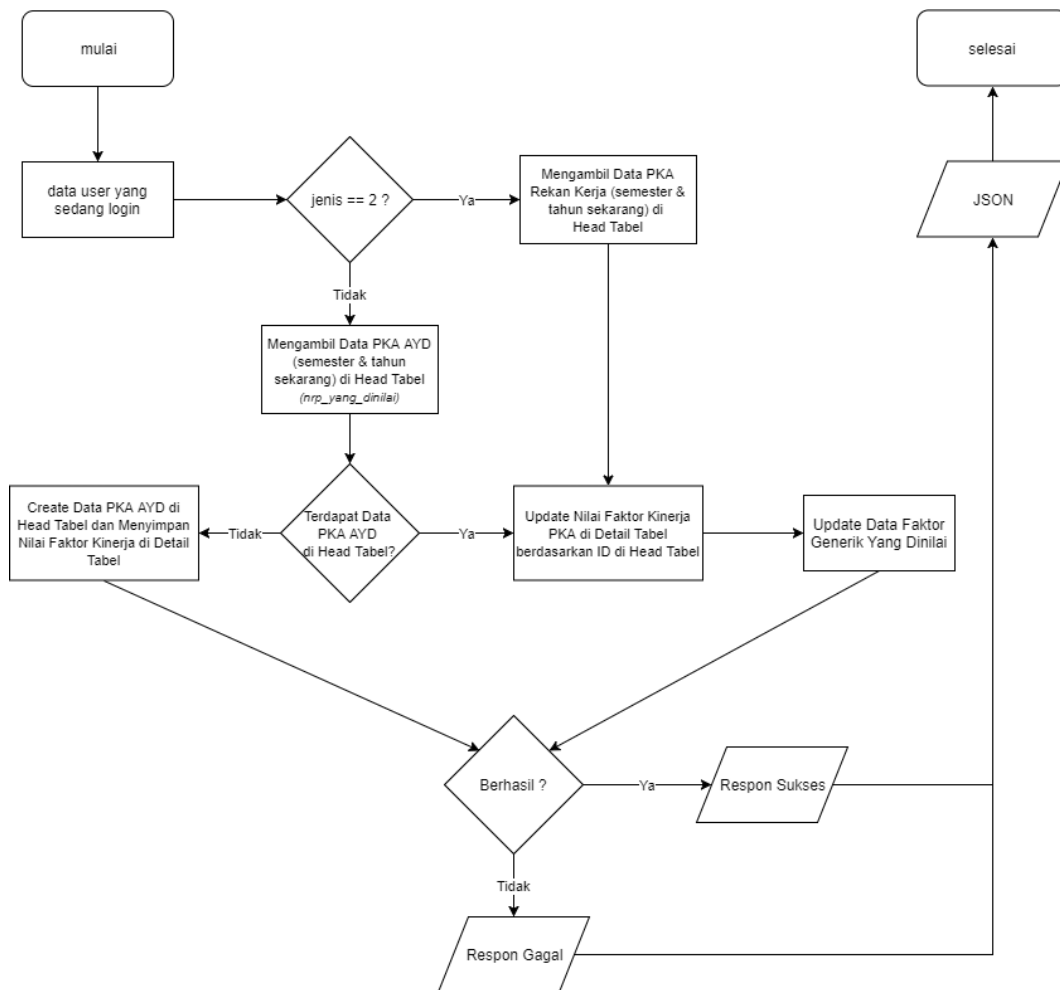 mulai
selesai
data user yang
sedang login
jenis == 2 ?
Ya
Mengambil Data PKA
Rekan Kerja (semester &
tahun sekarang) di
Head Tabel
JSON
Tidak
Mengambil Data PKA AYD
(semester & tahun
sekarang) di Head Tabel
(nrp_yang_dinilai)
Create Data PKA AYD di
Head Tabel dan Menyimpan
Nilai Faktor Kinerja di Detail
Tabel
Tidak
Terdapat Data
PKA AYD
di Head Tabel?
Ya
Update Nilai Faktor Kinerja
PKA di Detail Tabel
berdasarkan ID di Head Tabel
Update Data Faktor
Generik Yang Dinilai
Berhasil ?
Ya
Respon Sukses
Tidak
Respon Gagal